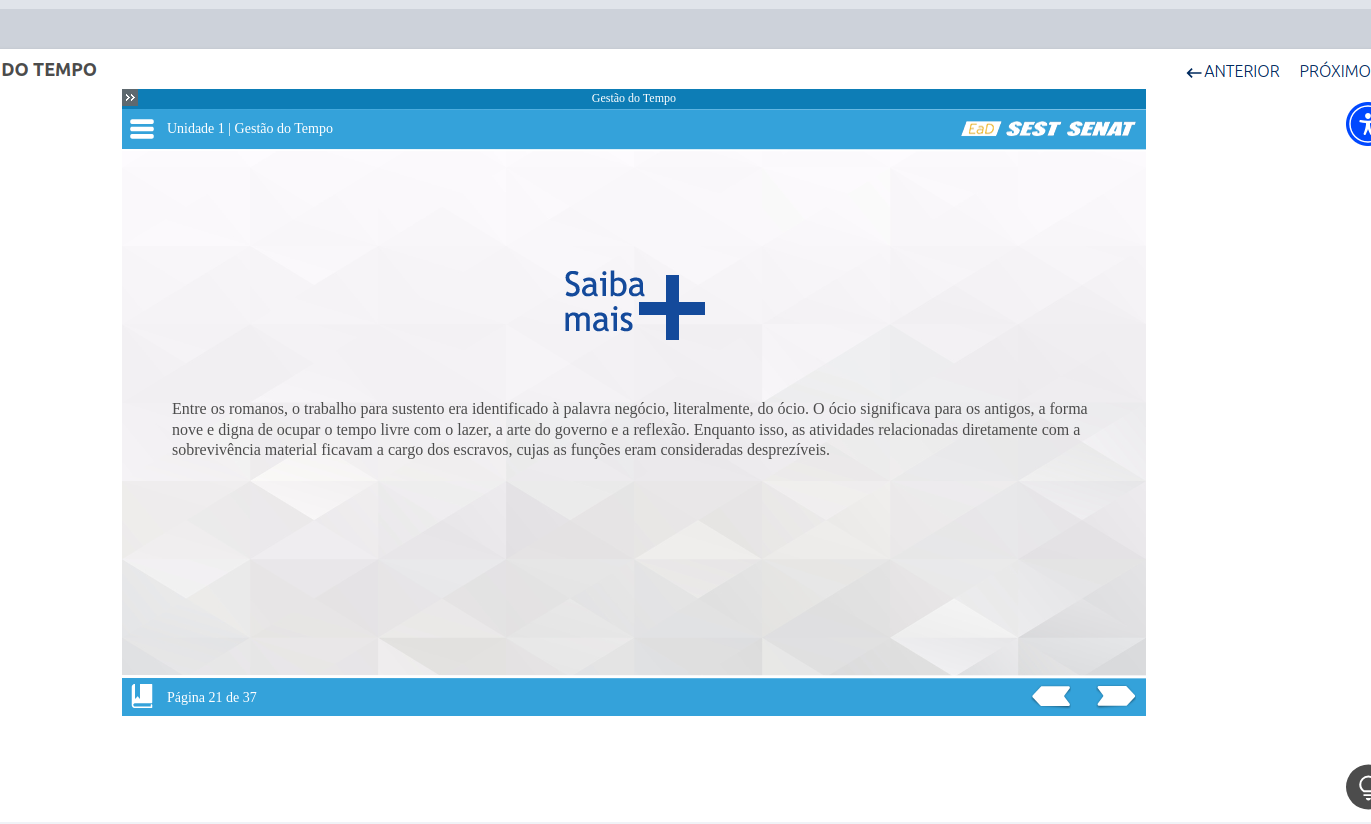 DO TEMPO
ANTERIOR
PRÓXIMO
Gestão do Tempo
Unidade 1 | Gestão do Tempo
EaD SEST SENAT
Saiba
mais
Entre os romanos, o trabalho para sustento era identificado à palavra negócio, literalmente, do ócio. O ócio significava para os antigos, a forma
nove e digna de ocupar o tempo livre com o lazer, a arte do governo e a reflexão. Enquanto isso, as atividades relacionadas diretamente com a
sobrevivência material ficavam a cargo dos escravos, cujas as funções eram consideradas desprezíveis.
Página 21 de 37